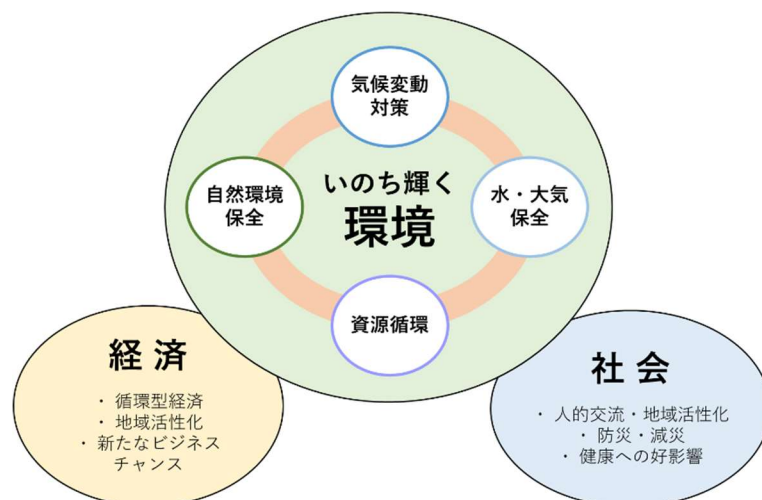 気候変動
対策
いのち輝く
環境
自然環境
保全
水・大気
保全
資源循環
経 済
・ 循環型経済
・ 地域活性化
・ 新たなビジネス
チャンス
社 会
・ 人的交流・地域活性化
・ 防災・減災
・ 健康への好影響